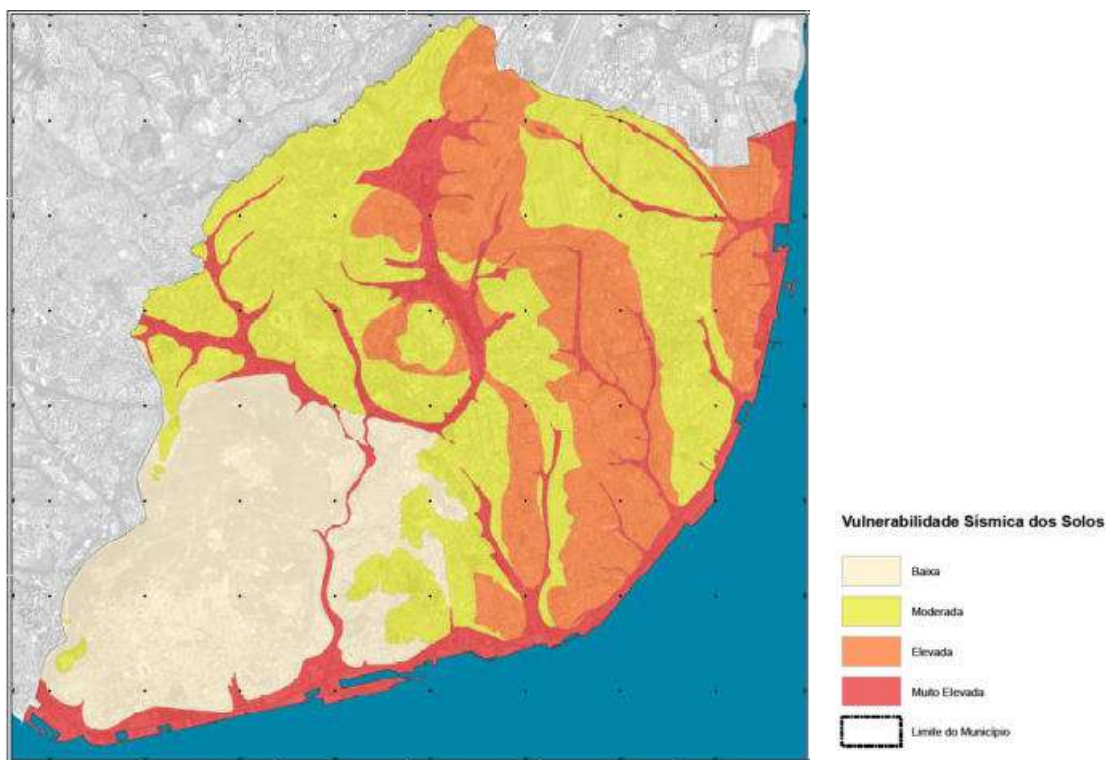 Vulnerabilidade Sísmica dos Solos
Baixa
Moderada
Elevada
Muito Elevada
Limite do Município